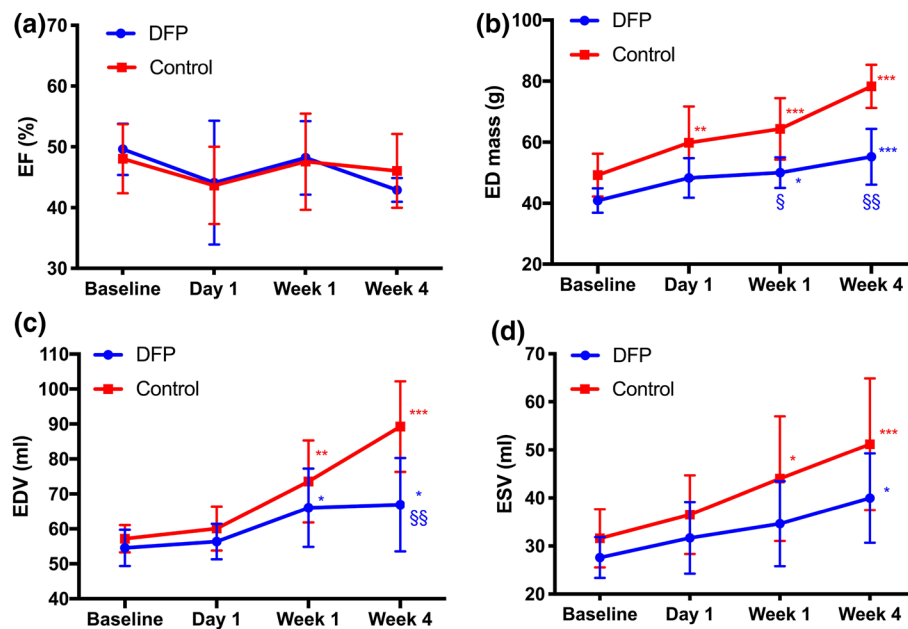 (a)
DFP
Control
EF (%)
70
60
50
40
30
Baseline Day 1 Week 1 Week 4
(b)
DFP
Control
ED mass (g)
100
80
60
40
20
**
***
***
*
***
§
§§
Baseline Day 1 Week 1 Week 4
(c)
DFP
Control
EDV (ml)
110
100
90
80
70
60
50
40
**
***
*
*
§§
Baseline Day 1 Week 1 Week 4
(d)
DFP
Control
ESV (ml)
70
60
50
40
30
20
*
***
*
Baseline Day 1 Week 1 Week 4